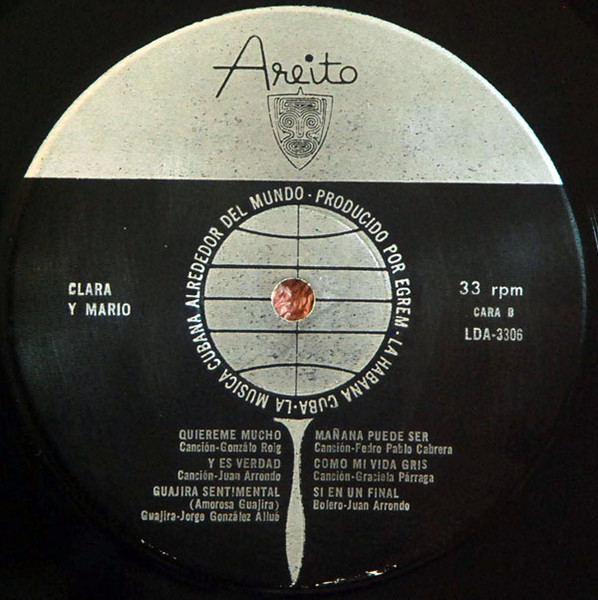 Areito
LA MUSICA CUBANA ALREDEDOR DEL MUNDO · PRODUCIDO POR EGREM · LA HABANA CUBA ·
CLARA
Y MARIO
33 rpm
CARA B
LDA-3306
QUIEREME MUCHO
Canción-Gonzálo Roig
Y ES VERDAD
Canción-Juan Arrondo
GUAJIRA SENTIMENTAL
(Amorosa Guajira)
Guajira-Jorge González Allué
MAÑANA PUEDE SER
Canción-Pedro Pablo Cabrera
COMO MI VIDA GRIS
Canción-Graciela Párraga
SI EN UN FINAL
Bolero-Juan Arrondo